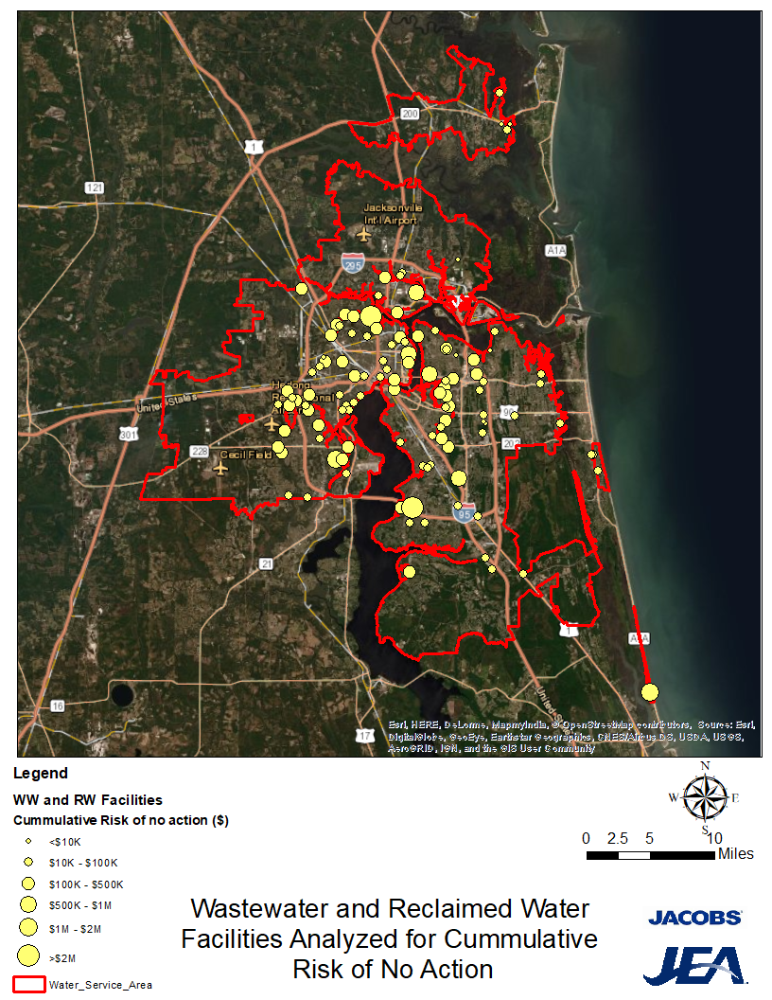 200
1
121
Jacksonville
Int'l Airport
A1A
295
United States
301
228
Cecil Field
90
202
95
21
1
A1A
16
17
Esri, HERE, DeLorme, MapmyIndia, © OpenStreetMap contributors, Source: Esri,
DigitalGlobe, GeoEye, Earthstar Geographics, CNES/Airbus DS, USDA, USGS,
AeroGRID, IGN, and the GIS User Community
Legend
WW and RW Facilities
Cummulative Risk of no action ($)
<$10K
$10K - $100K
$100K - $500K
$500K - $1M
$1M - $2M
>$2M
Water_Service_Area
N
W E
S
0 2.5 5 10
Miles
Wastewater and Reclaimed Water
Facilities Analyzed for Cummulative
Risk of No Action
JACOBS
JEA